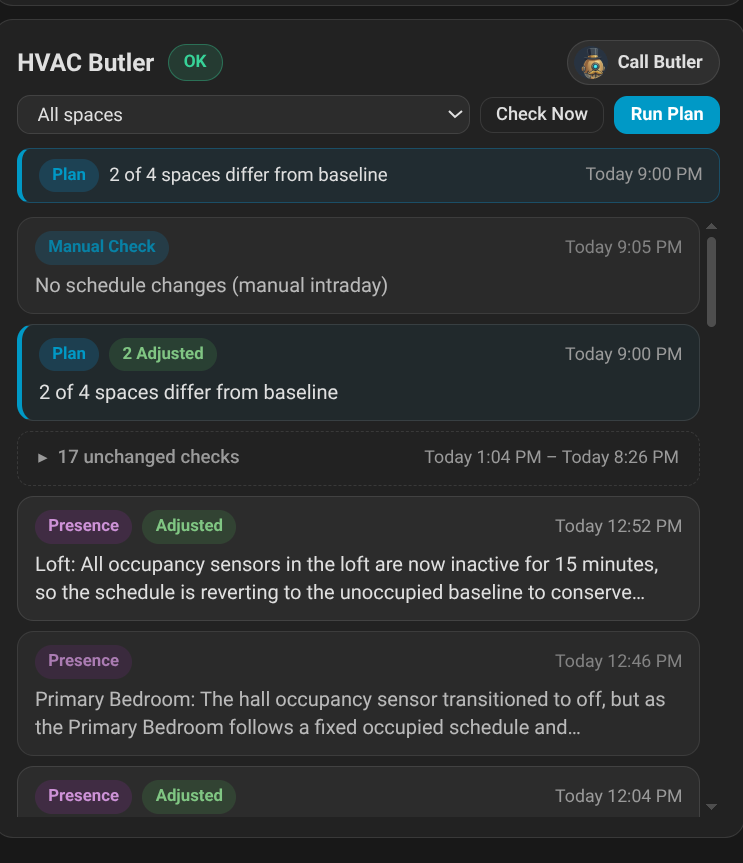 HVAC Butler OK Call Butler
All spaces Check Now Run Plan
Plan 2 of 4 spaces differ from baseline Today 9:00 PM
Manual Check Today 9:05 PM
No schedule changes (manual intraday)
Plan 2 Adjusted Today 9:00 PM
2 of 4 spaces differ from baseline
► 17 unchanged checks Today 1:04 PM – Today 8:26 PM
Presence Adjusted Today 12:52 PM
Loft: All occupancy sensors in the loft are now inactive for 15 minutes,
so the schedule is reverting to the unoccupied baseline to conserve…
Presence Today 12:46 PM
Primary Bedroom: The hall occupancy sensor transitioned to off, but as
the Primary Bedroom follows a fixed occupied schedule and…
Presence Adjusted Today 12:04 PM